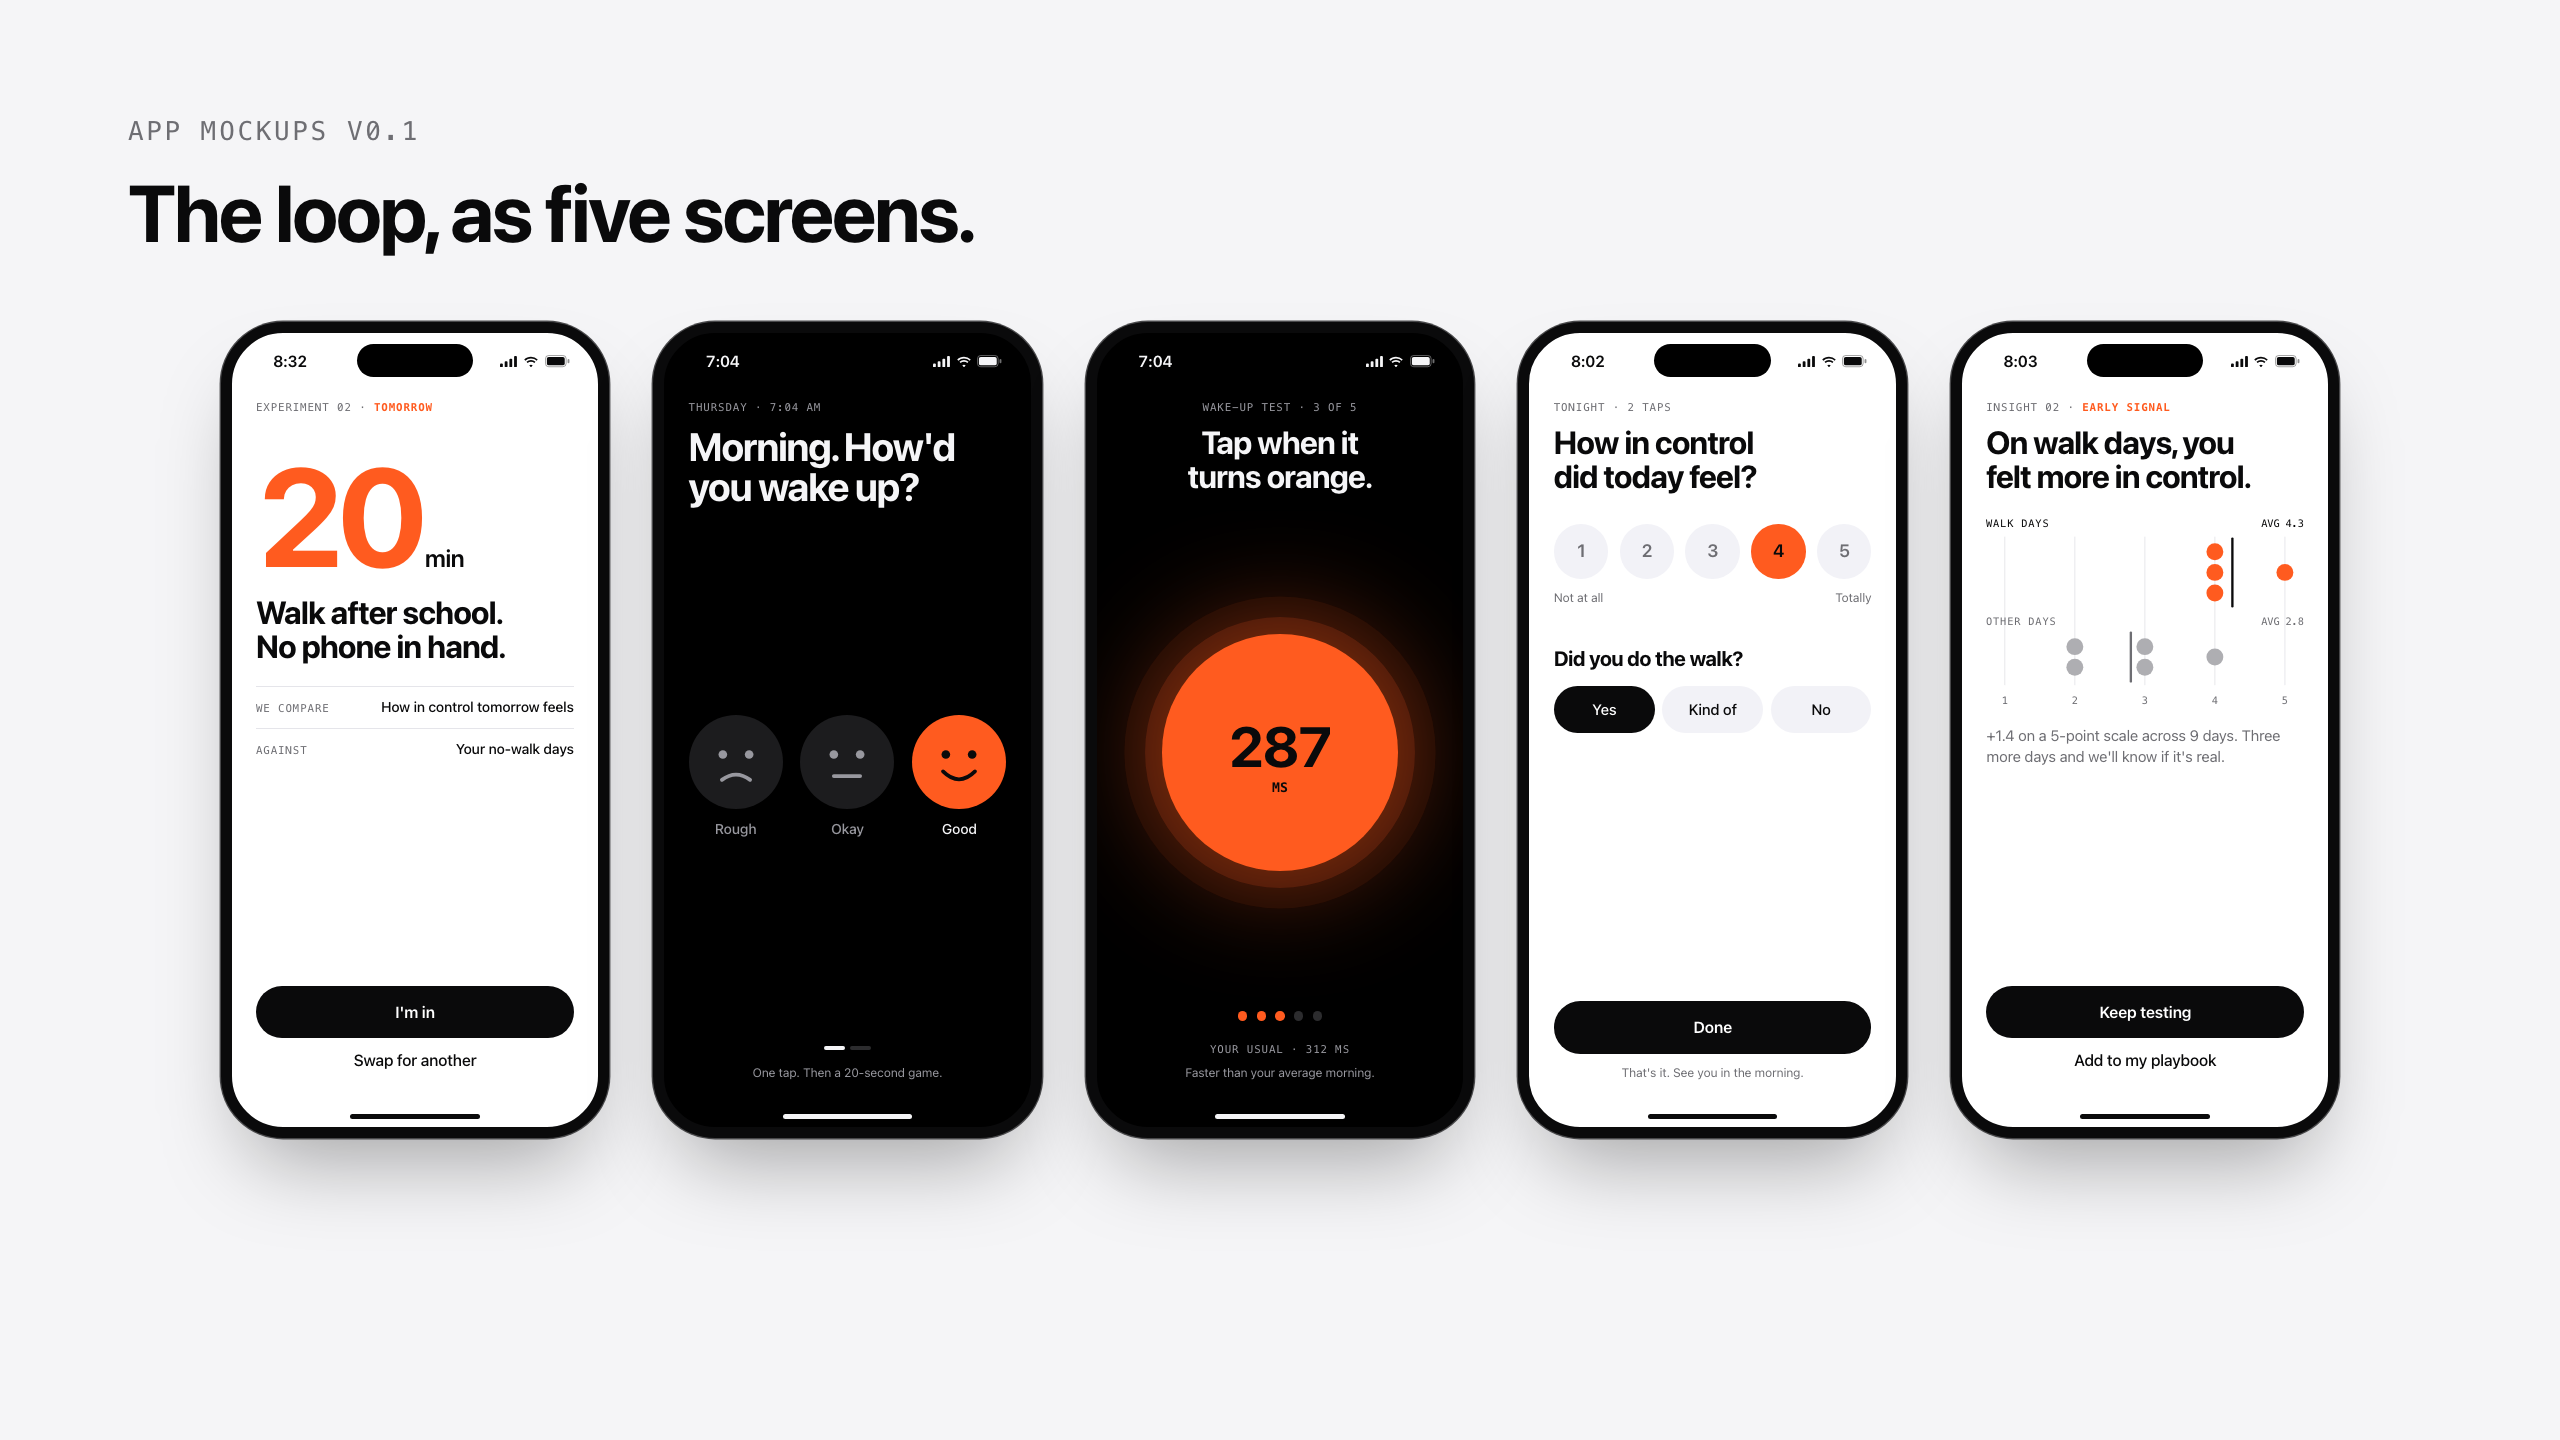 APP MOCKUPS V0.1
The loop, as five screens.
8:32
EXPERIMENT 02 · TOMORROW
20 min
Walk after school.
No phone in hand.
WE COMPARE How in control tomorrow feels
AGAINST Your no-walk days
I'm in
Swap for another
7:04
THURSDAY · 7:04 AM
Morning. How'd
you wake up?
Rough Okay Good
One tap. Then a 20-second game.
7:04
WAKE-UP TEST · 3 OF 5
Tap when it
turns orange.
287
MS
YOUR USUAL · 312 MS
Faster than your average morning.
8:02
TONIGHT · 2 TAPS
How in control
did today feel?
1 2 3 4 5
Not at all Totally
Did you do the walk?
Yes Kind of No
Done
That's it. See you in the morning.
8:03
INSIGHT 02 · EARLY SIGNAL
On walk days, you
felt more in control.
WALK DAYS AVG 4.3
OTHER DAYS AVG 2.8
1 2 3 4 5
+1.4 on a 5-point scale across 9 days. Three
more days and we'll know if it's real.
Keep testing
Add to my playbook